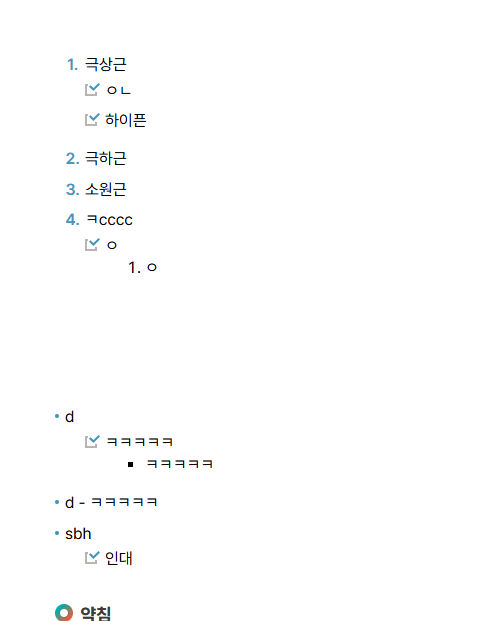 1. 극상근
ㅇㄴ
하이픈
2. 극하근
3. 소원근
4. ㅋcccc
ㅇ
1. ㅇ
• d
ㅋㅋㅋㅋㅋ
▪ ㅋㅋㅋㅋㅋ
• d - ㅋㅋㅋㅋㅋ
• sbh
인대
약침